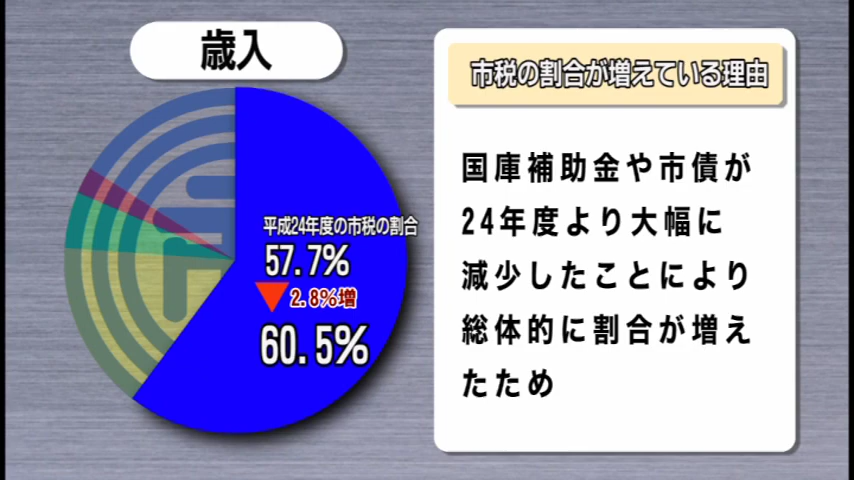 歳入
平成24年度の市税の割合
57.7%
2.8%増
60.5%
市税の割合が増えている理由
国庫補助金や市債が
24年度より大幅に
減少したことにより
総体的に割合が増え
たため